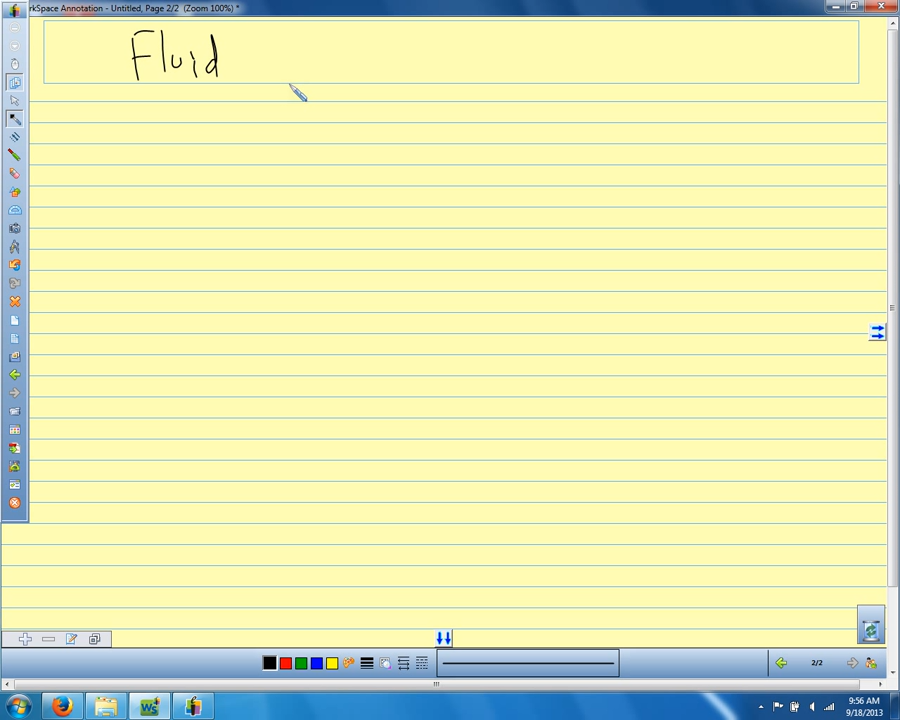 rkSpace Annotation - Untitled, Page 2/2 (Zoom 100%) *
Fluid
2/2
9:56 AM
9/18/2013